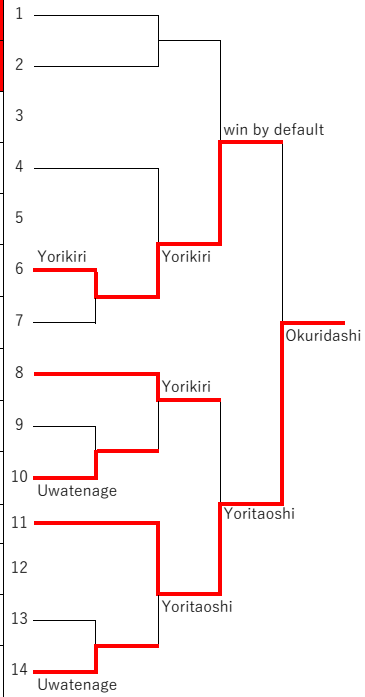 1
2
3
win by default
4
5
Yorikiri
Yorikiri
6
7
Okuridashi
8
Yorikiri
9
10
Uwatenage
Yoritaoshi
11
12
Yoritaoshi
13
14
Uwatenage